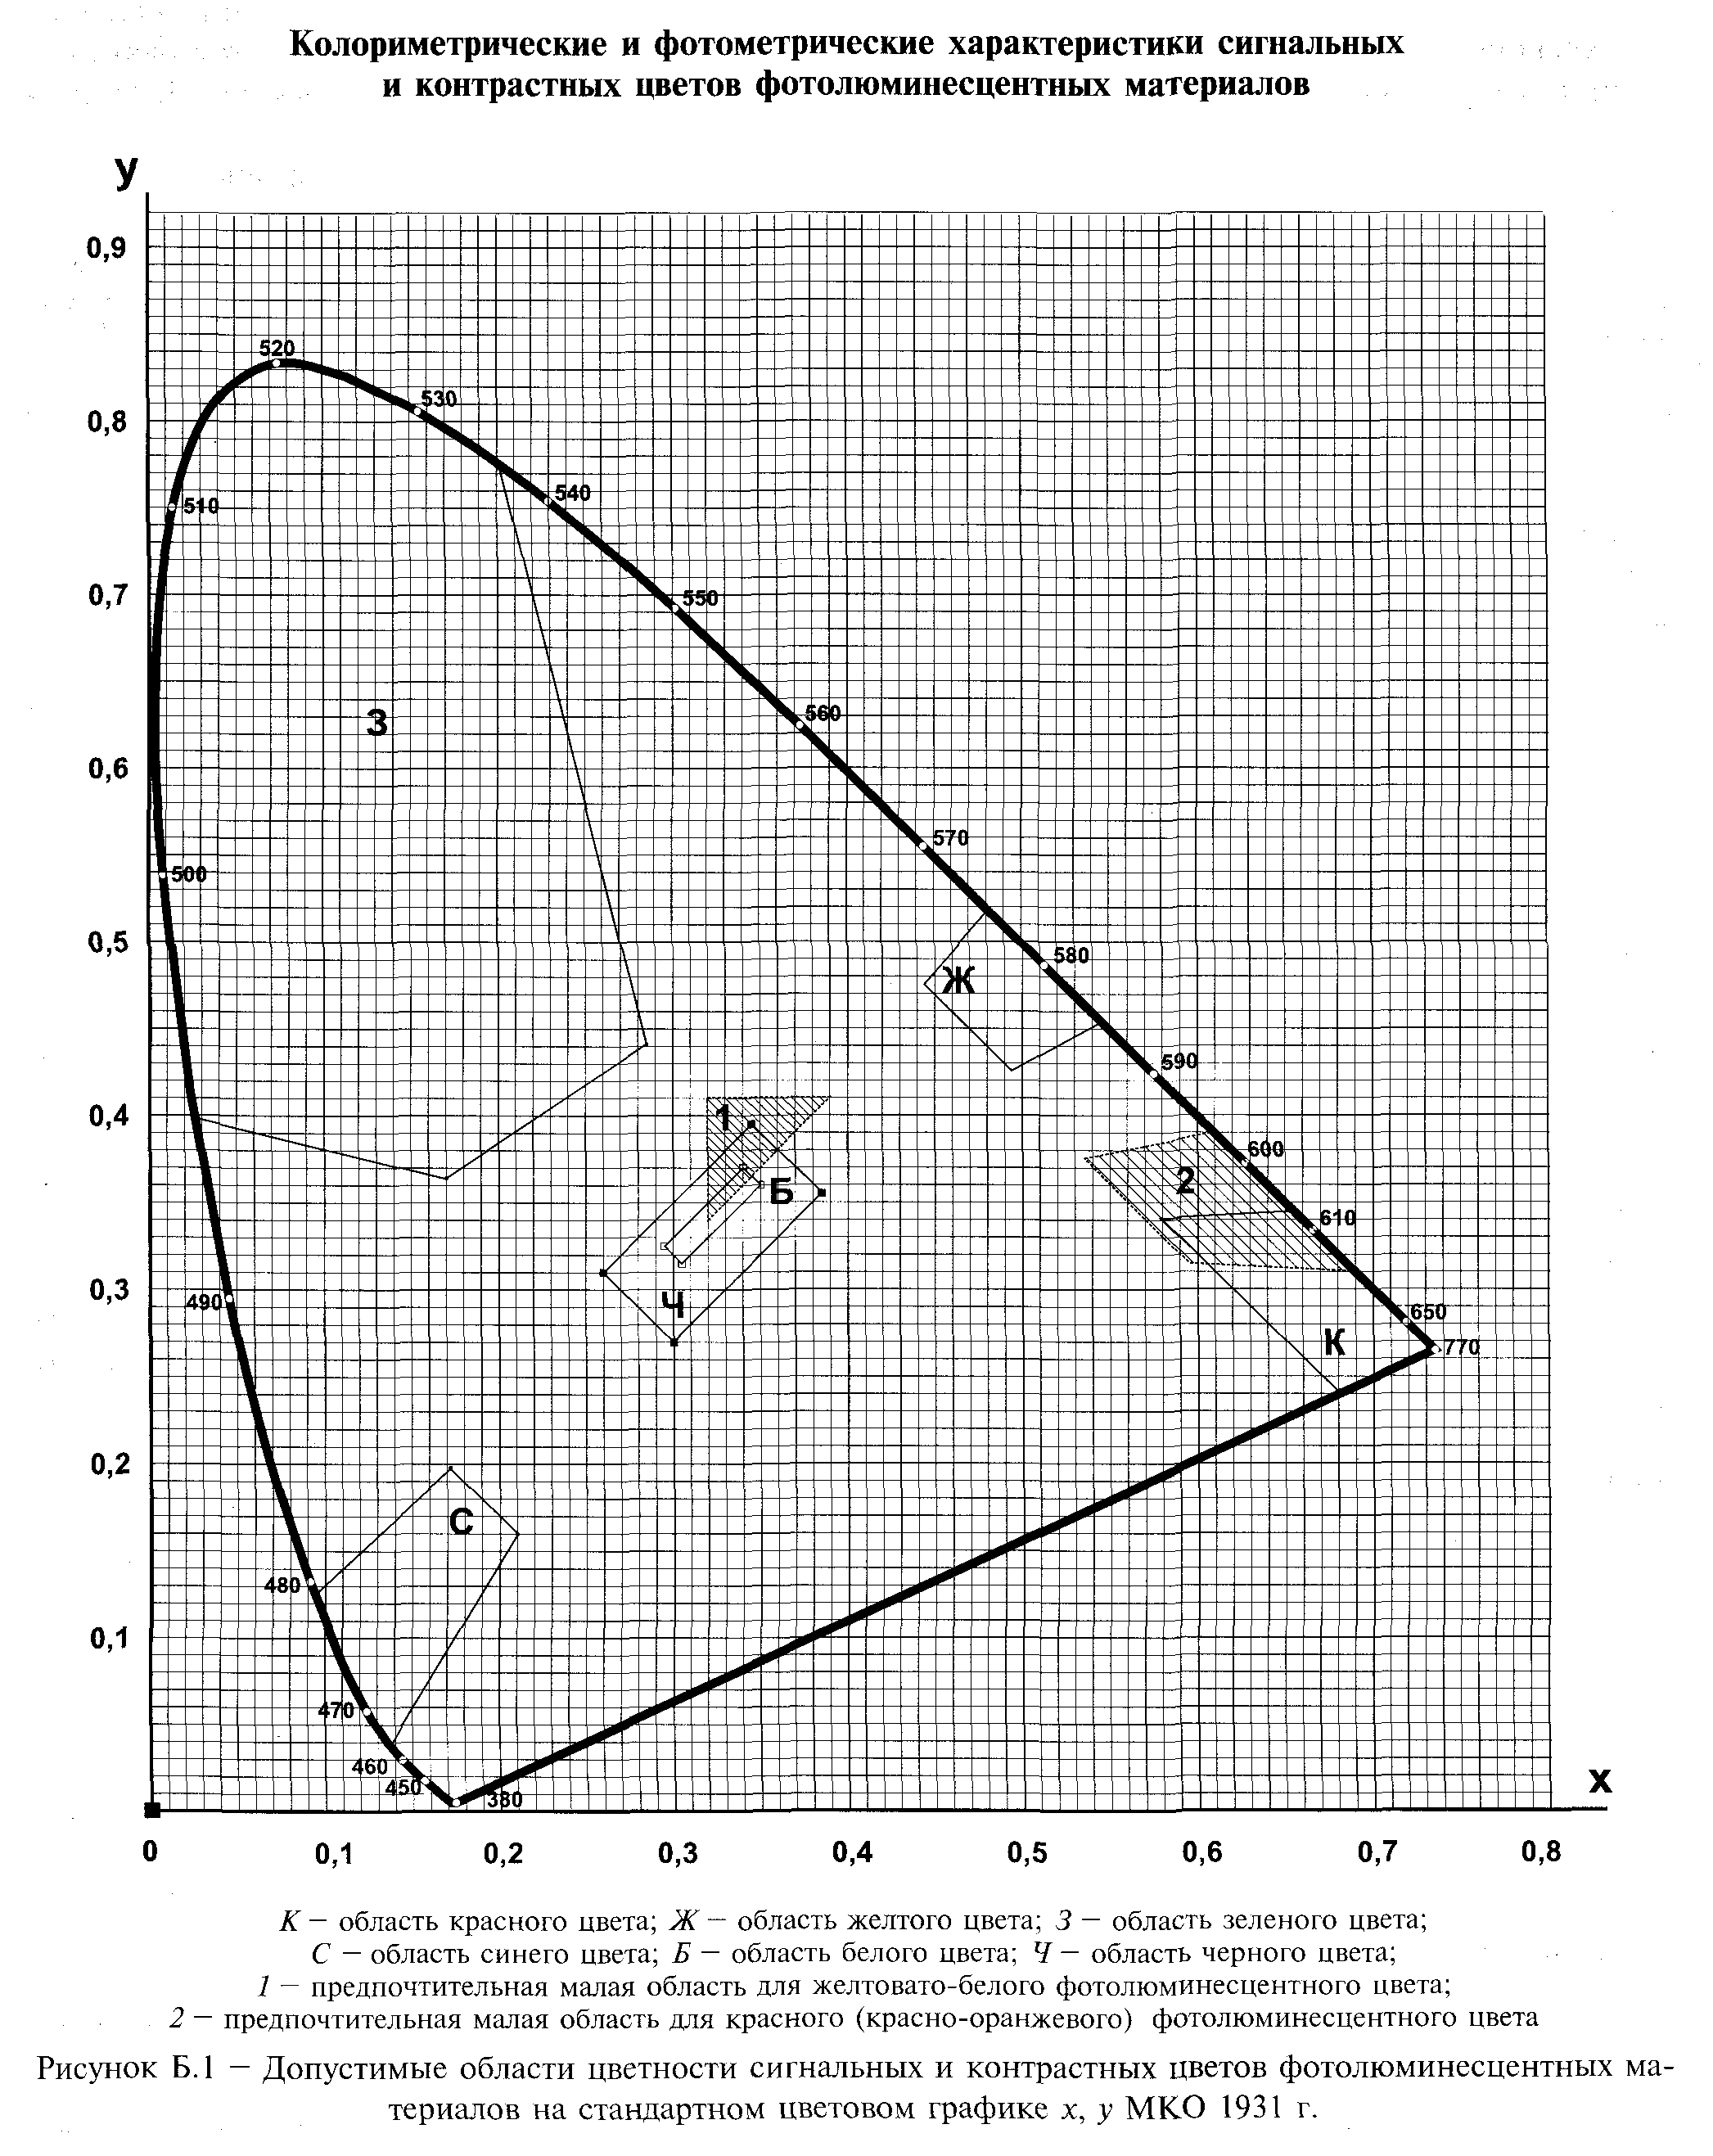 Колориметрические и фотометрические характеристики сигнальных
и контрастных цветов фотолюминесцентных материалов
y
0,9
520
530
0,8
540
510
0,7
550
З
560
0,6
570
500
0,5
580
Ж
590
0,4
1
600
2
Б
610
0,3
490
Ч
650
К
770
0,2
С
480
0,1
470
460
450
380
x
0 0,1 0,2 0,3 0,4 0,5 0,6 0,7 0,8
К — область красного цвета; Ж — область желтого цвета; З — область зеленого цвета;
С — область синего цвета; Б — область белого цвета; Ч — область черного цвета;
1 — предпочтительная малая область для желтовато-белого фотолюминесцентного цвета;
2 — предпочтительная малая область для красного (красно-оранжевого) фотолюминесцентного цвета
Рисунок Б.1 — Допустимые области цветности сигнальных и контрастных цветов фотолюминесцентных ма-
териалов на стандартном цветовом графике x, y МКО 1931 г.